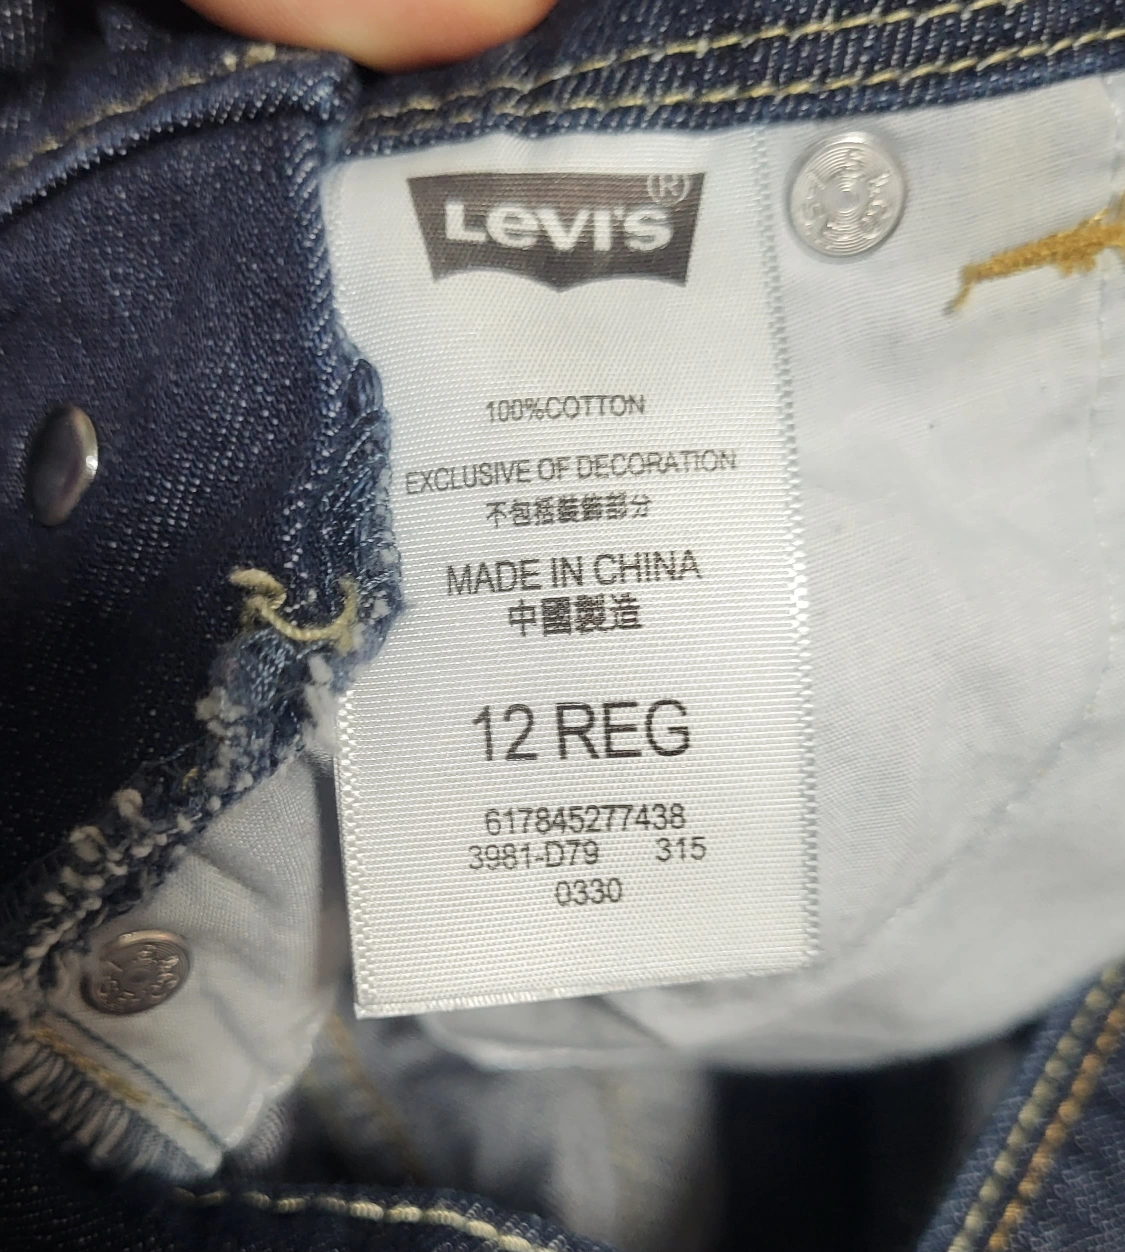 Levi's®
100%COTTON
EXCLUSIVE OF DECORATION
不包括裝飾部分
MADE IN CHINA
中國製造
12 REG
617845277438
3981-D79 315
0330